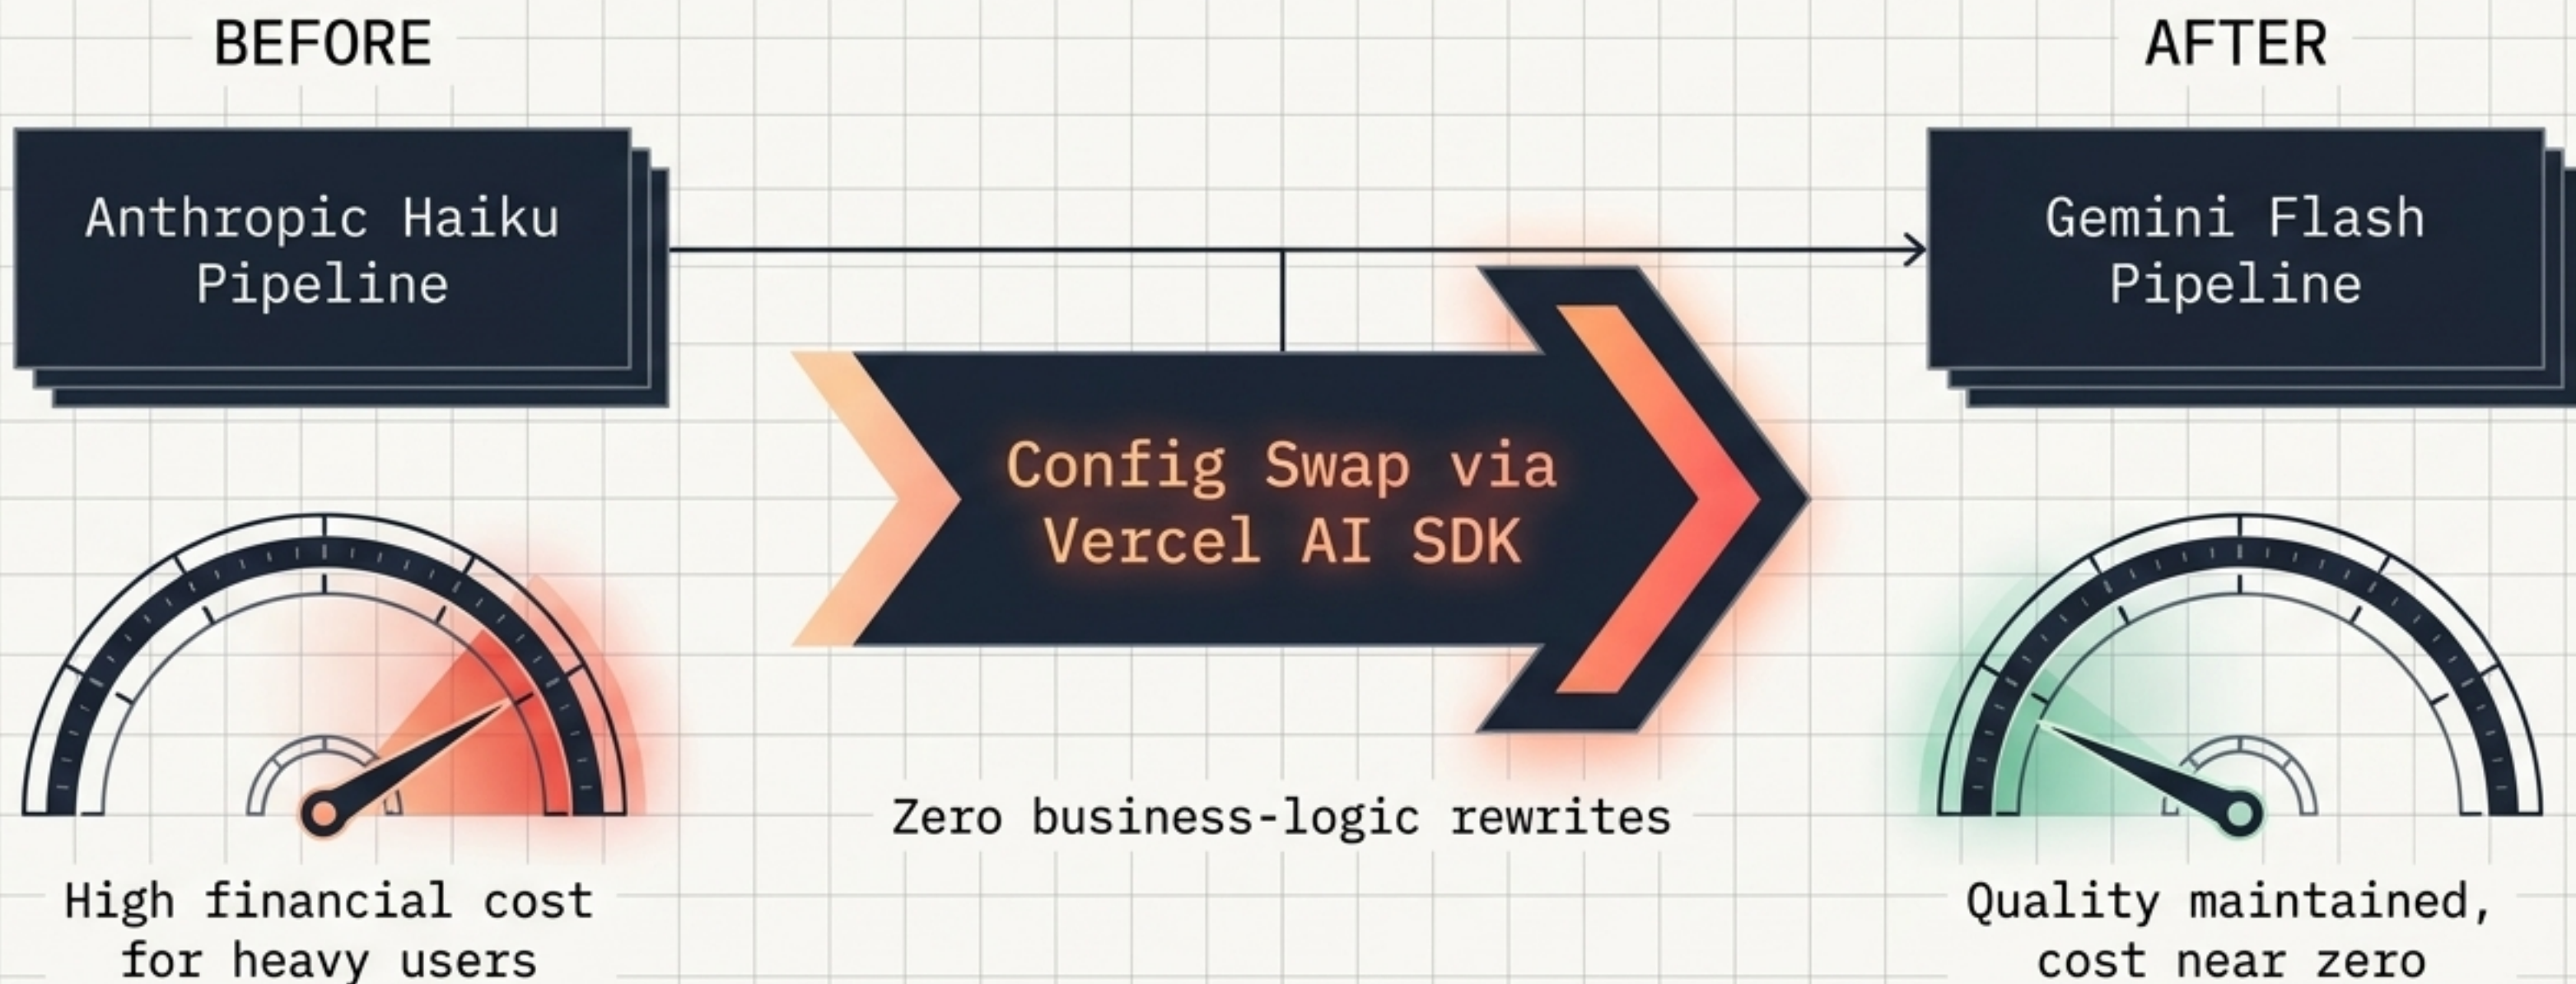 BEFORE
AFTER
Anthropic Haiku
Pipeline
Gemini Flash
Pipeline
Config Swap via
Vercel AI SDK
Zero business-logic rewrites
High financial cost
for heavy users
Quality maintained,
cost near zero